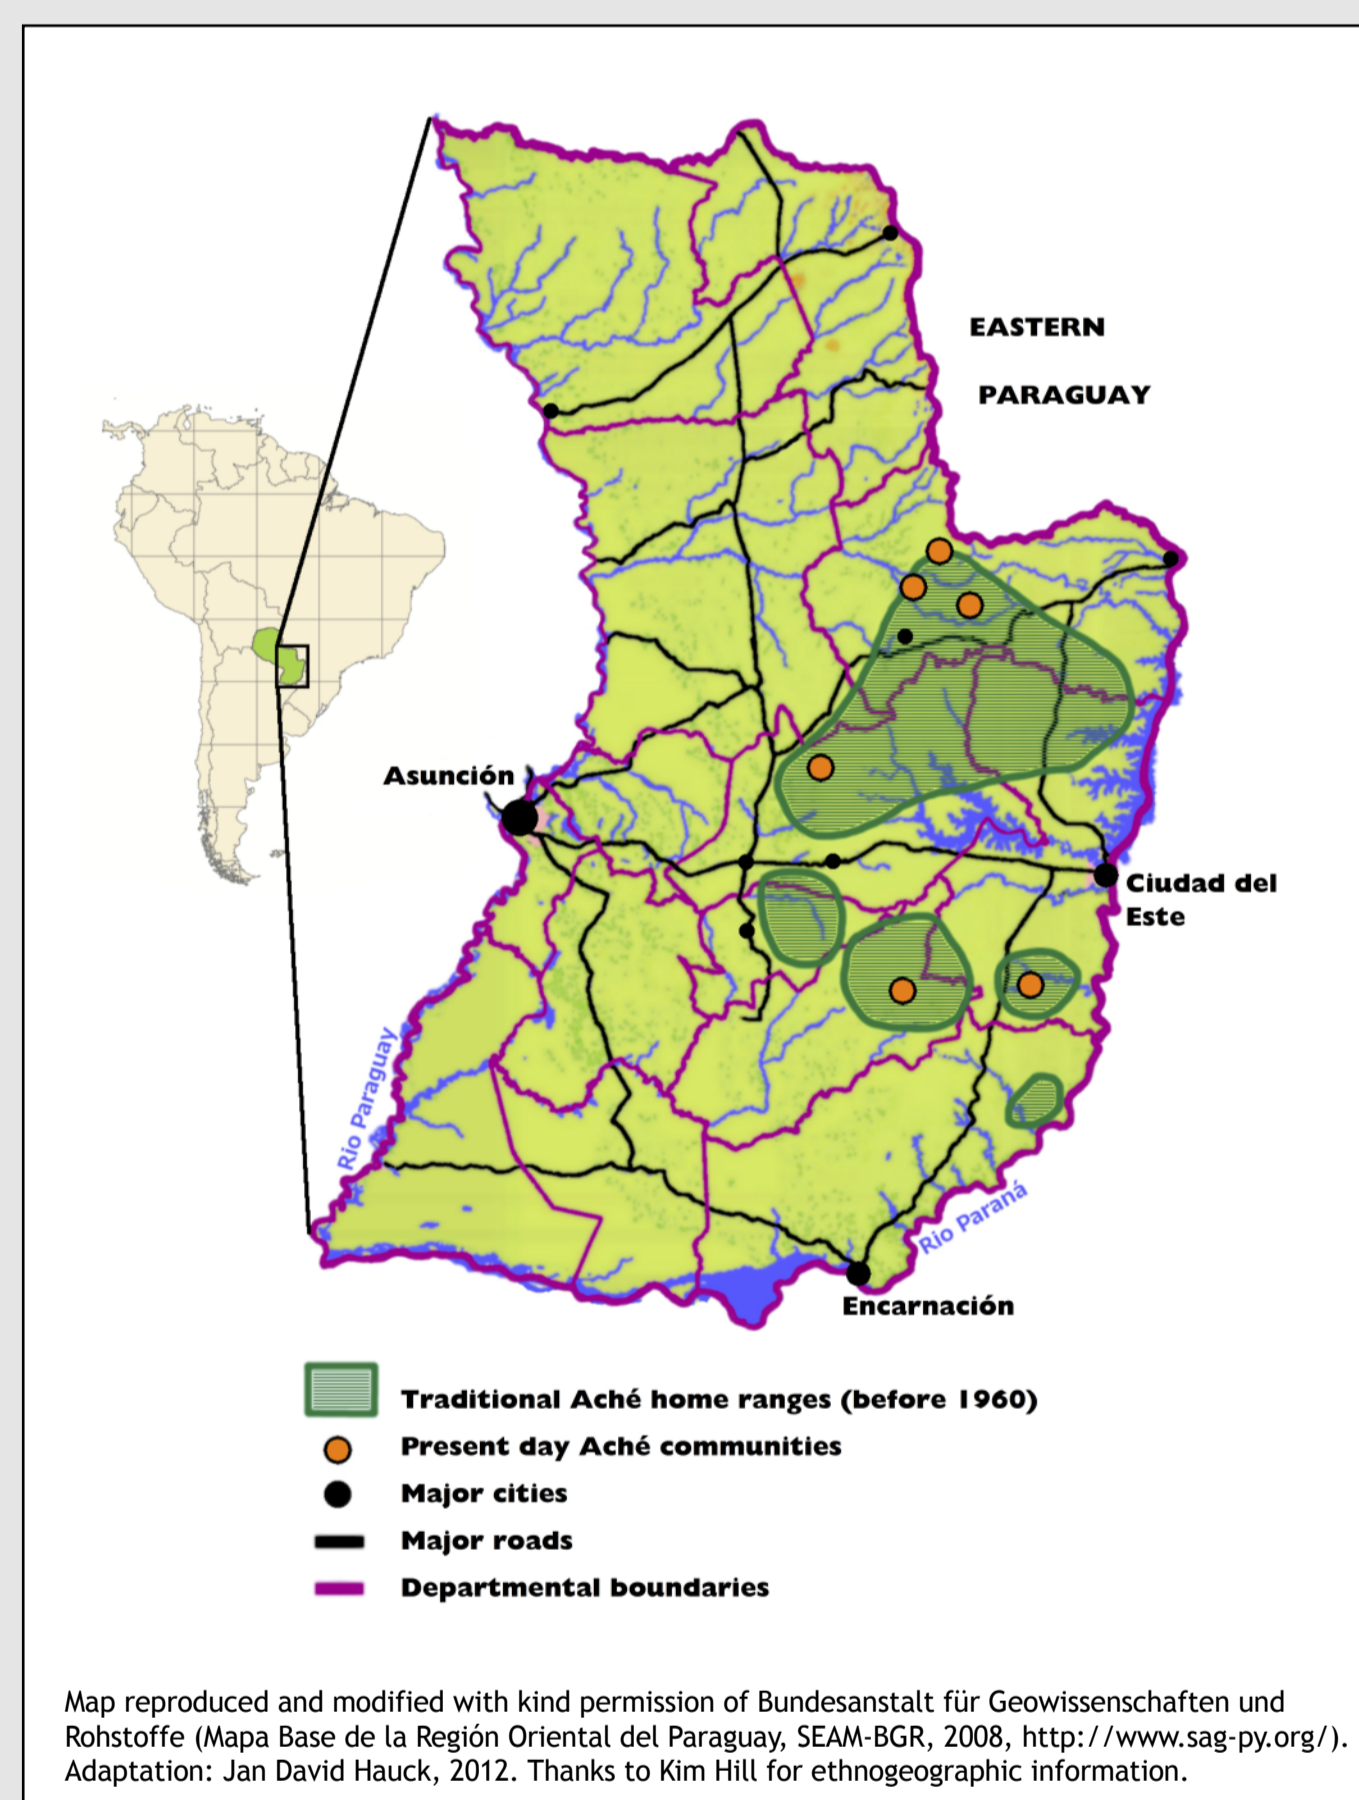 EASTERN
PARAGUAY
Asunción
Ciudad del
Este
Rio Paraguay
Rio Paraná
Encarnación
Traditional Aché home ranges (before 1960)
Present day Aché communities
Major cities
Major roads
Departmental boundaries
Map reproduced and modified with kind permission of Bundesanstalt für Geowissenschaften und
Rohstoffe (Mapa Base de la Región Oriental del Paraguay, SEAM-BGR, 2008, http://www.sag-py.org/).
Adaptation: Jan David Hauck, 2012. Thanks to Kim Hill for ethnogeographic information.